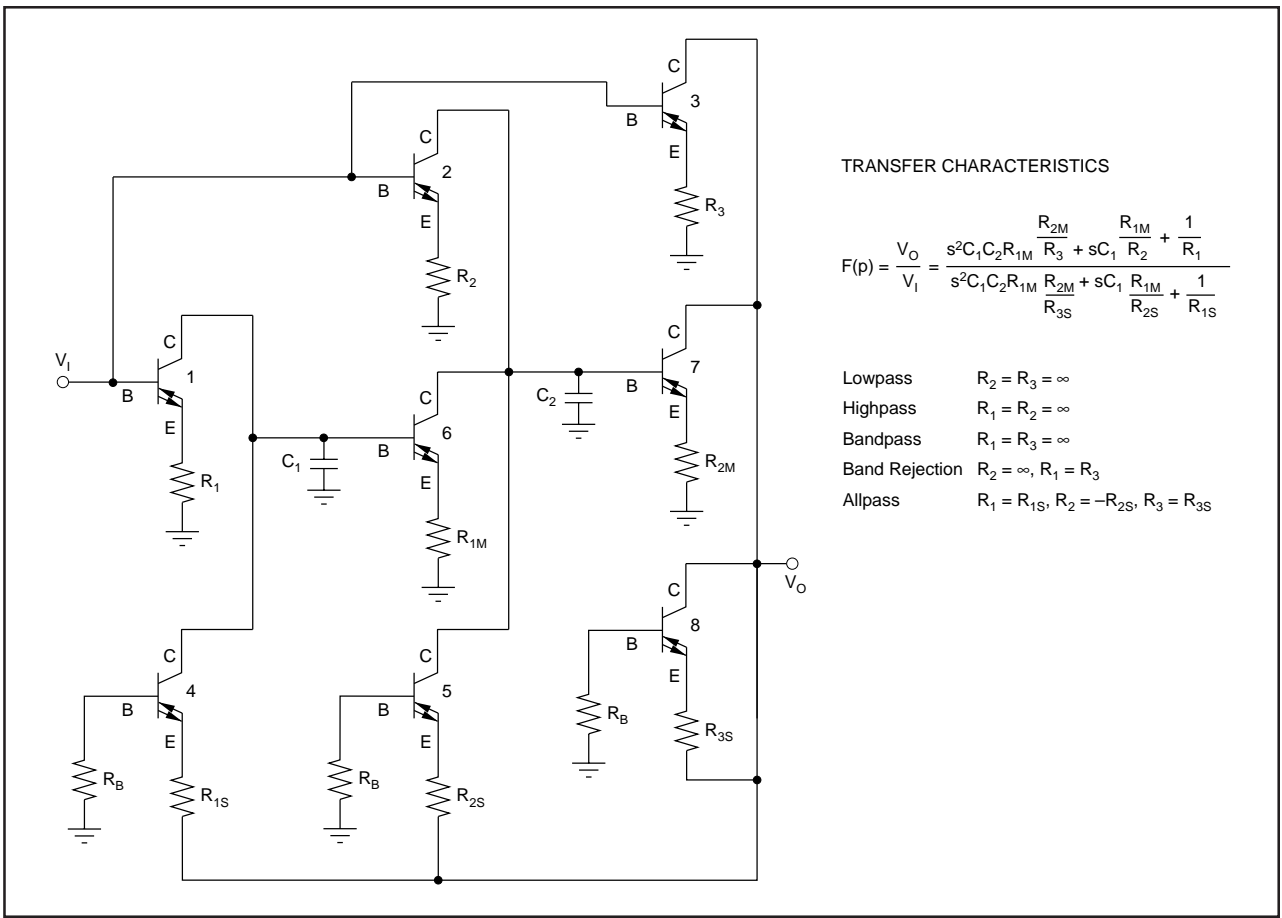 C
3
B
E
R3
C
2
B
E
R2
C
1
VI
B
E
R1
C
6
C1
B
E
R1M
C
7
C2
B
E
R2M
C
8
B
E
RB
R3S
VO
C
4
B
E
RB
R1S
C
5
B
E
RB
R2S
TRANSFER CHARACTERISTICS
F(p) = VO/VI = (s²C1C2R1M R2M/R3 + sC1 R1M/R2 + 1/R1) / (s²C1C2R1M R2M/R3S + sC1 R1M/R2S + 1/R1S)
Lowpass R2 = R3 = ∞
Highpass R1 = R2 = ∞
Bandpass R1 = R3 = ∞
Band Rejection R2 = ∞, R1 = R3
Allpass R1 = R1S, R2 = –R2S, R3 = R3S